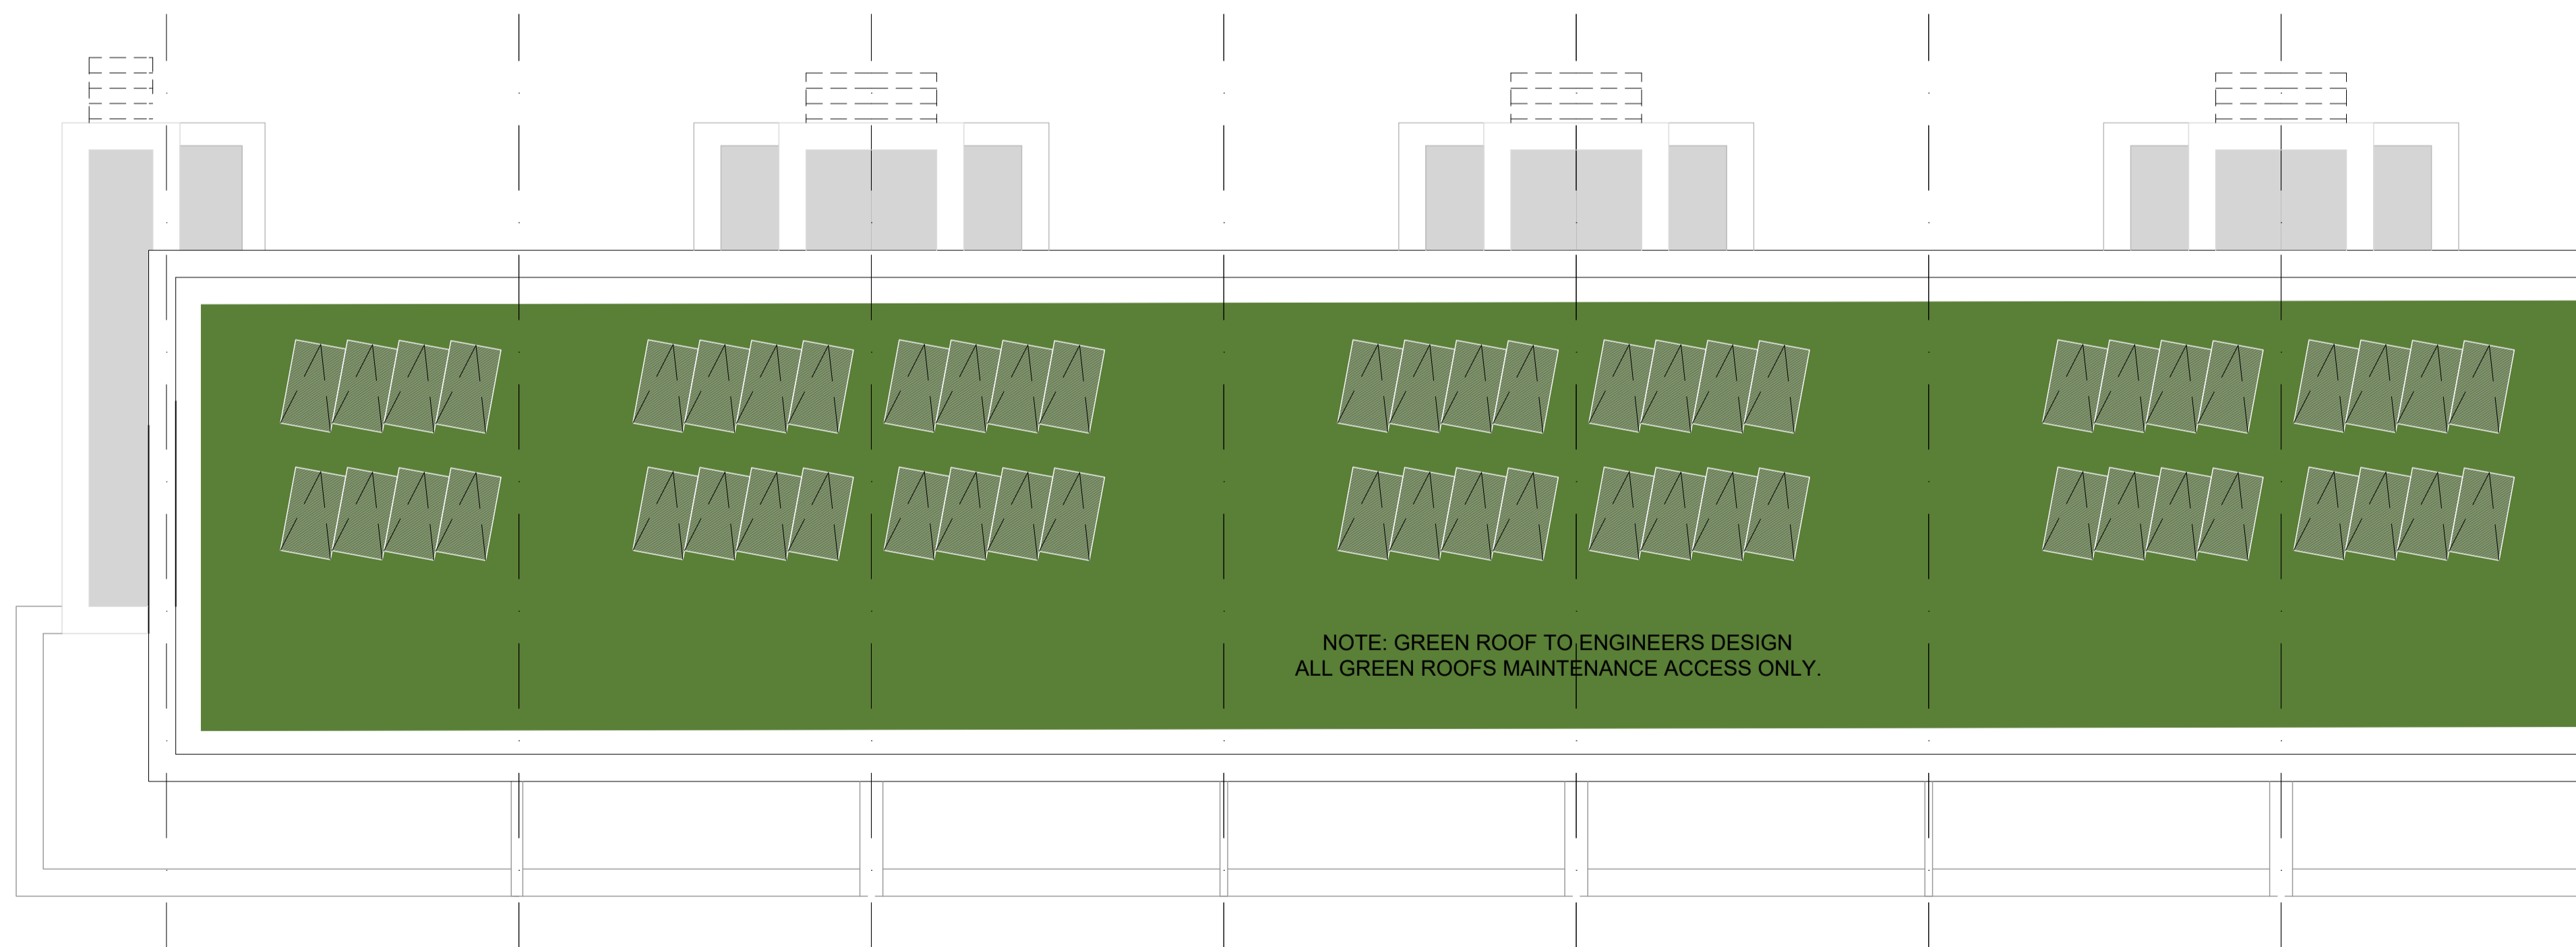 NOTE: GREEN ROOF TO ENGINEERS DESIGN
ALL GREEN ROOFS MAINTENANCE ACCESS ONLY.